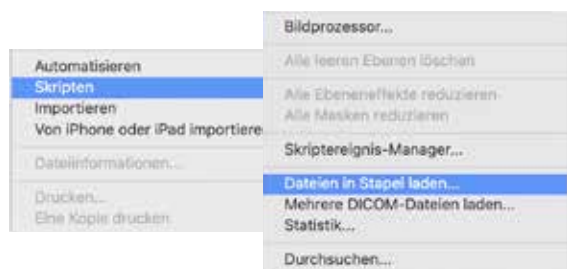 Automatisieren
Skripten
Importieren
Von iPhone oder iPad importiere
Dateiinformationen...
Drucken...
Eine Kopie drucken
Bildprozessor...
Alle leeren Ebenen löschen
Alle Ebeneneffekte reduzieren
Alle Masken reduzieren
Skriptereignis-Manager...
Dateien in Stapel laden...
Mehrere DICOM-Dateien laden...
Statistik...
Durchsuchen...